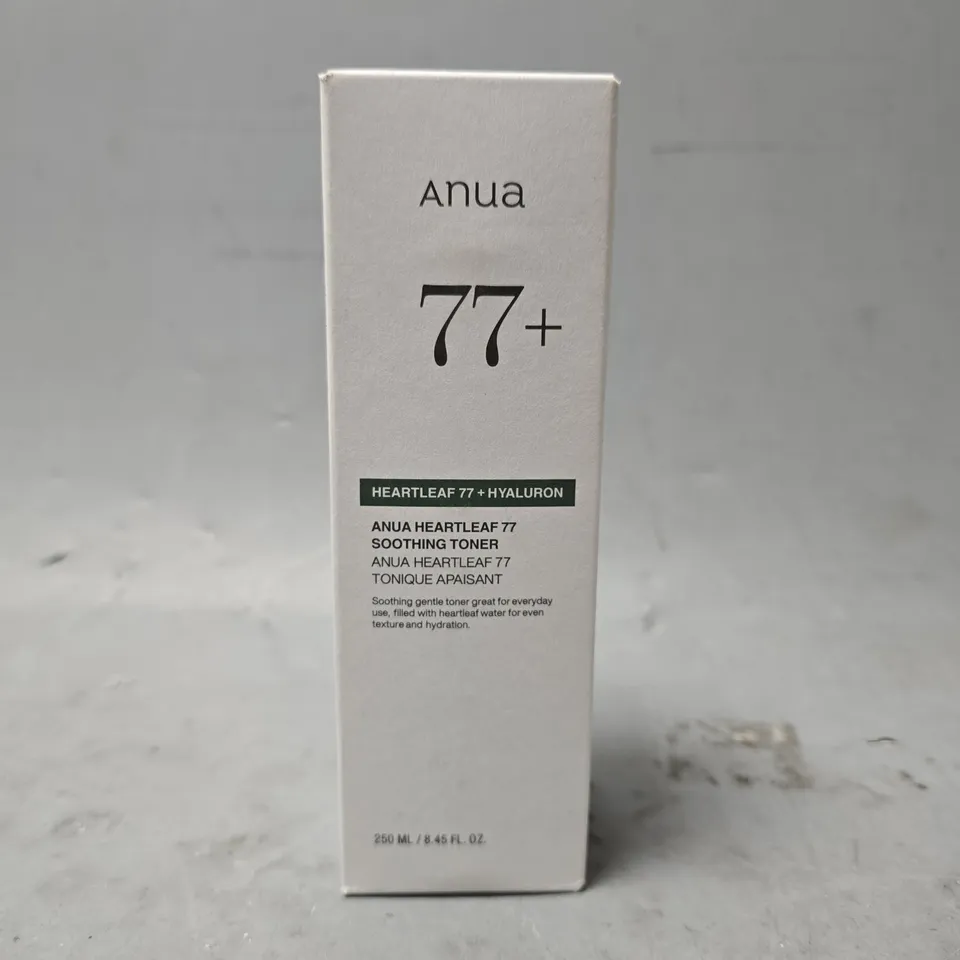 Anua
77+
HEARTLEAF 77 + HYALURON
ANUA HEARTLEAF 77
SOOTHING TONER
ANUA HEARTLEAF 77
TONIQUE APAISANT
Soothing gentle toner great for everyday
use, filled with heartleaf water for even
texture and hydration.
250 ML / 8.45 FL. OZ.